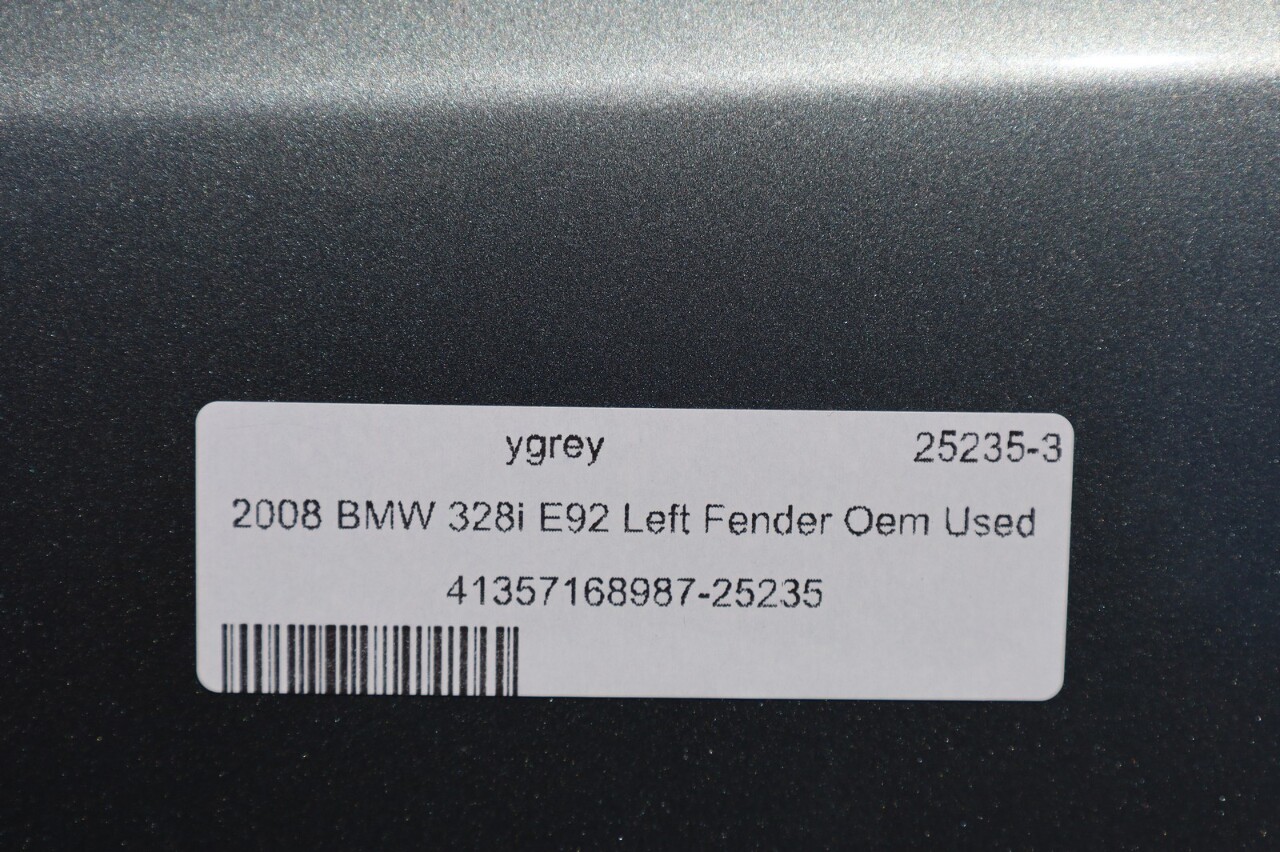 ygrey 25235-3
2008 BMW 328i E92 Left Fender Oem Used
41357168987-25235